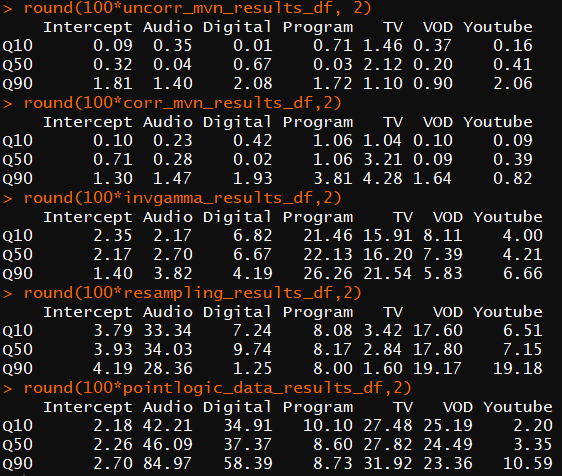 > round(100*uncorr_mvn_results_df, 2)
Intercept Audio Digital Program TV VOD Youtube
Q10 0.09 0.35 0.01 0.71 1.46 0.37 0.16
Q50 0.32 0.04 0.67 0.03 2.12 0.20 0.41
Q90 1.81 1.40 2.08 1.72 1.10 0.90 2.06
> round(100*corr_mvn_results_df,2)
Intercept Audio Digital Program TV VOD Youtube
Q10 0.10 0.23 0.42 1.06 1.04 0.10 0.09
Q50 0.71 0.28 0.02 1.06 3.21 0.09 0.39
Q90 1.30 1.47 1.93 3.81 4.28 1.64 0.82
> round(100*invgamma_results_df,2)
Intercept Audio Digital Program TV VOD Youtube
Q10 2.35 2.17 6.82 21.46 15.91 8.11 4.00
Q50 2.17 2.70 6.67 22.13 16.20 7.39 4.21
Q90 1.40 3.82 4.19 26.26 21.54 5.83 6.66
> round(100*resampling_results_df,2)
Intercept Audio Digital Program TV VOD Youtube
Q10 3.79 33.34 7.24 8.08 3.42 17.60 6.51
Q50 3.93 34.03 9.74 8.17 2.84 17.80 7.15
Q90 4.19 28.36 1.25 8.00 1.60 19.17 19.18
> round(100*pointlogic_data_results_df,2)
Intercept Audio Digital Program TV VOD Youtube
Q10 2.18 42.21 34.91 10.10 27.48 25.19 2.20
Q50 2.26 46.09 37.37 8.60 27.82 24.49 3.35
Q90 2.70 84.97 58.39 8.73 31.92 23.36 10.59